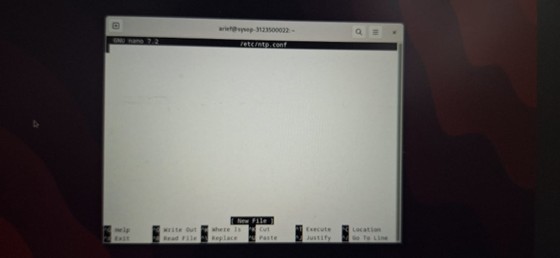 arief@sysop-3123500022:~
GNU nano 7.2 /etc/ntp.conf
[ New File ]
^G Help ^O Write Out ^W Where Is ^K Cut ^T Execute ^C Location
^X Exit ^R Read File ^\ Replace ^U Paste ^J Justify ^/ Go To Line